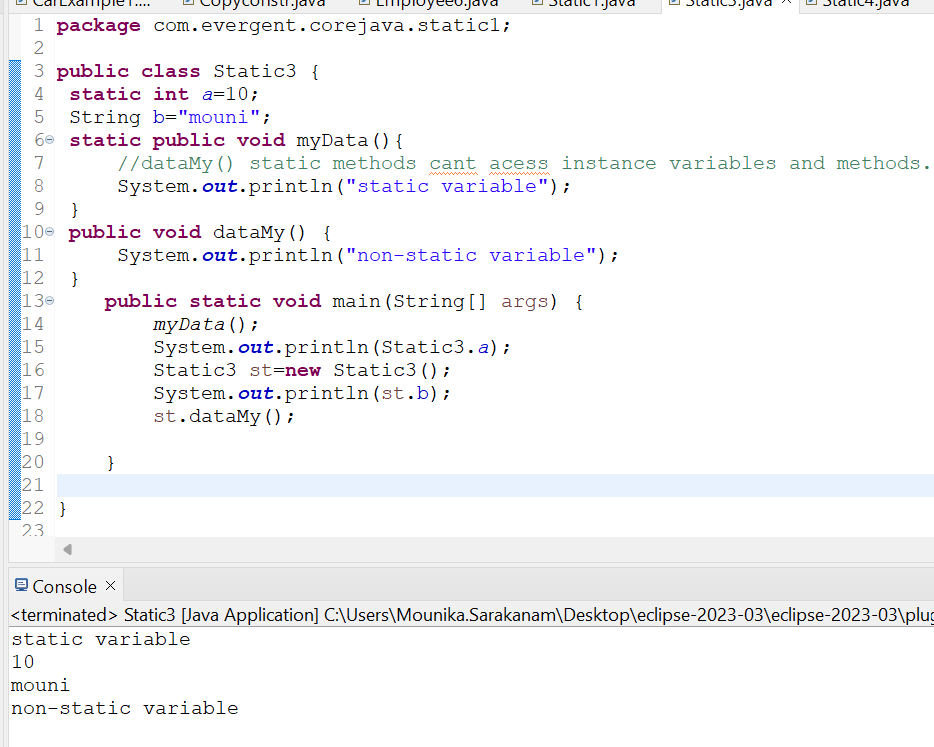 CarExample1.... Copyconstr.java Employee6.java Static1.java Static3.java Static4.java
1 package com.evergent.corejava.static1;
2
3 public class Static3 {
4 static int a=10;
5 String b="mouni";
6 static public void myData(){
7 //dataMy() static methods cant acess instance variables and methods.
8 System.out.println("static variable");
9 }
10 public void dataMy() {
11 System.out.println("non-static variable");
12 }
13 public static void main(String[] args) {
14 myData();
15 System.out.println(Static3.a);
16 Static3 st=new Static3();
17 System.out.println(st.b);
18 st.dataMy();
19
20 }
21
22 }
23
Console
<terminated> Static3 [Java Application] C:\Users\Mounika.Sarakanam\Desktop\eclipse-2023-03\eclipse-2023-03\plug
static variable
10
mouni
non-static variable